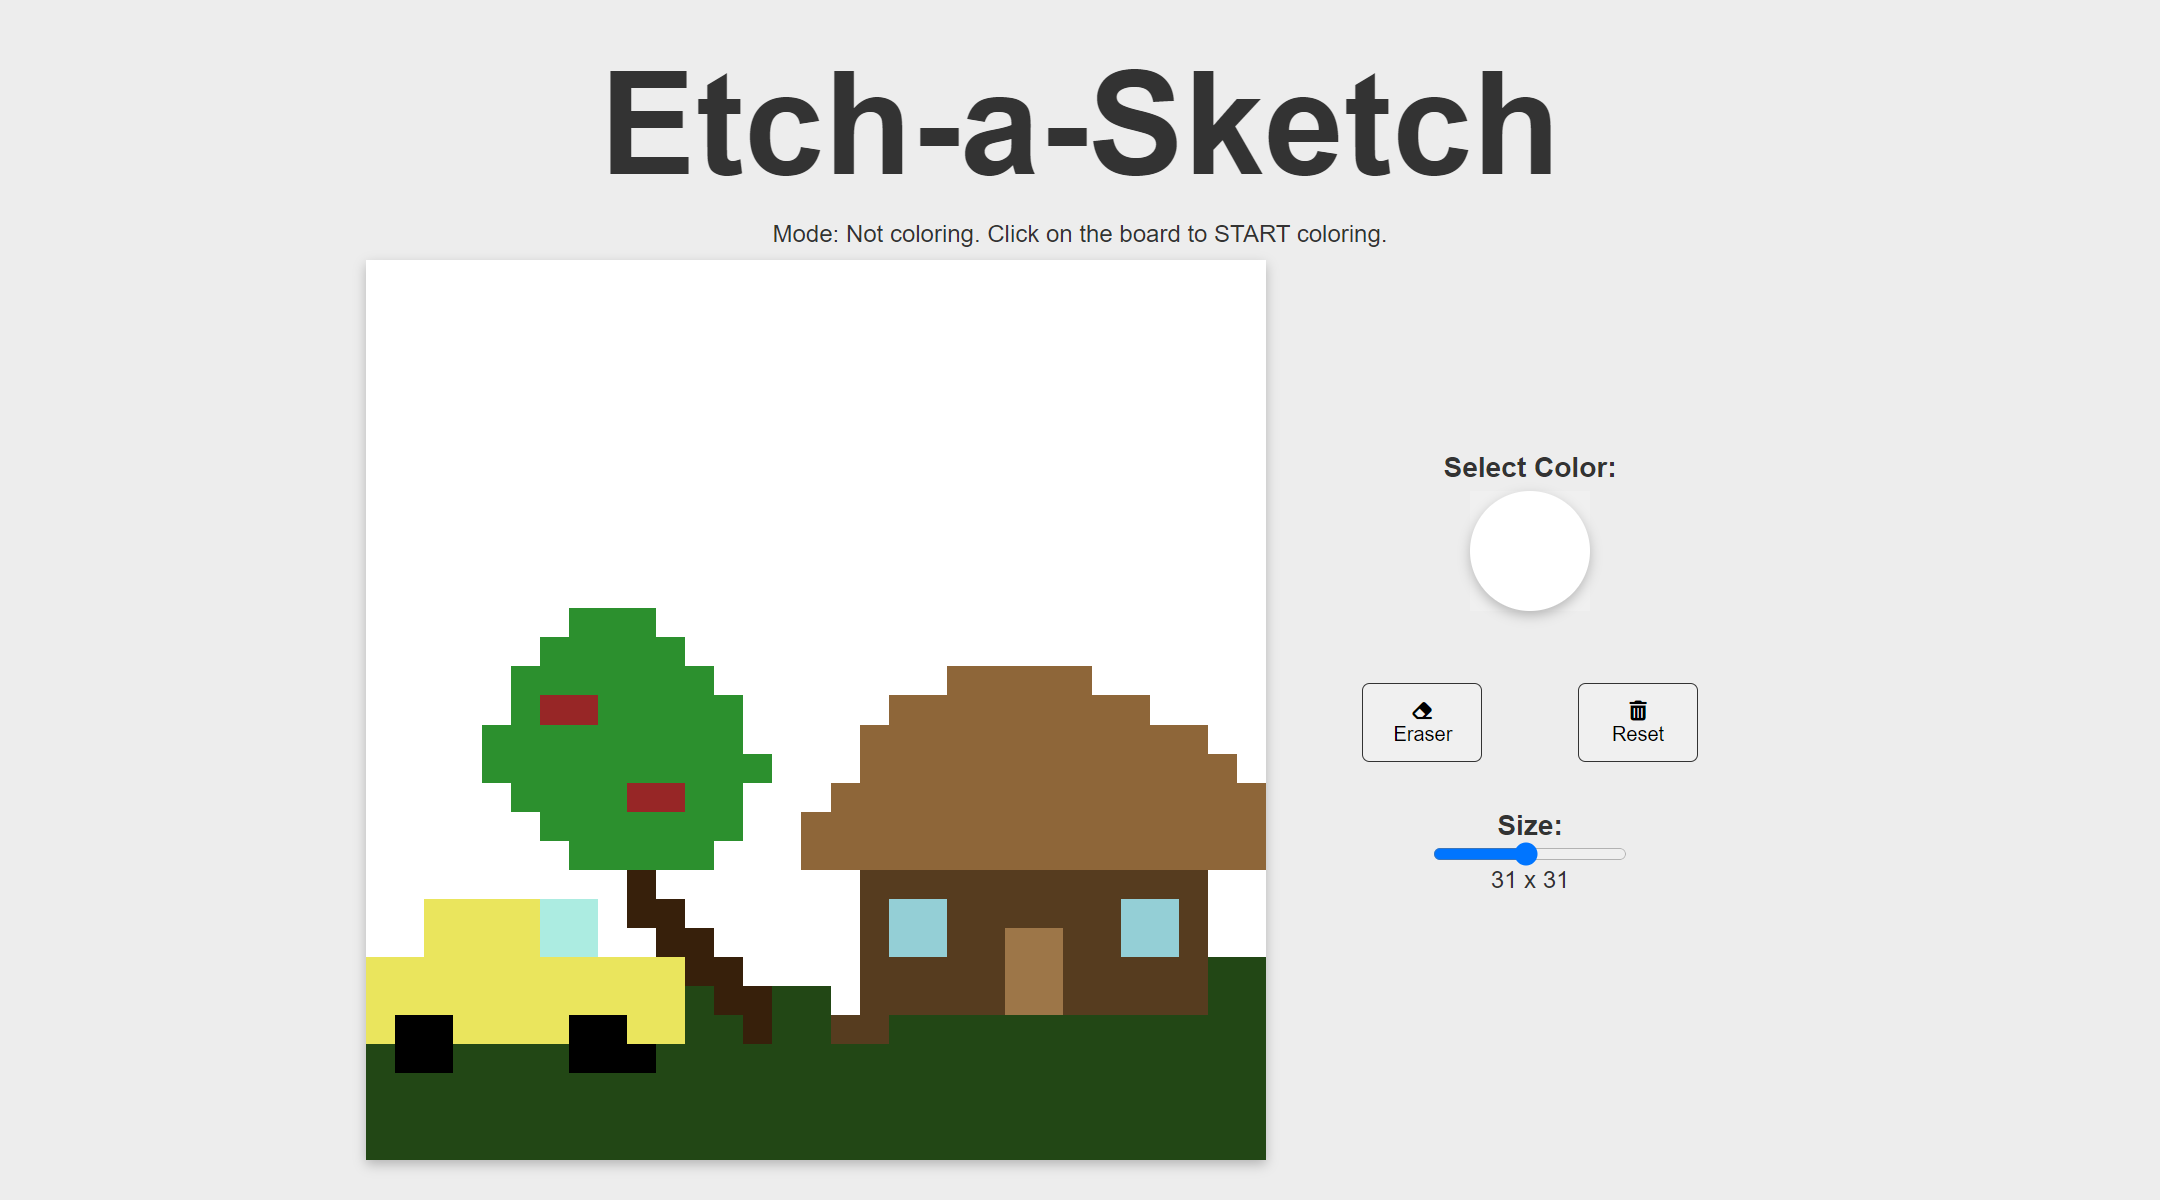 Etch-a-Sketch
Mode: Not coloring. Click on the board to START coloring.
Select Color:
Eraser
Reset
Size:
31 x 31